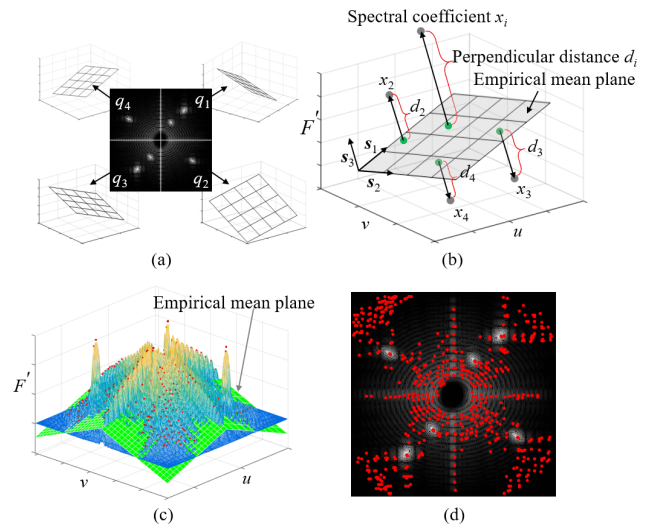 (a)
q₄
q₁
q₃
q₂
(b)
Spectral coefficient xᵢ
Perpendicular distance dᵢ
Empirical mean plane
x₂
d₂
F′
s₁
s₃
s₂
d₃
d₄
x₃
x₄
v
u
(a)
(b)
Empirical mean plane
F′
v
u
(c)
(d)